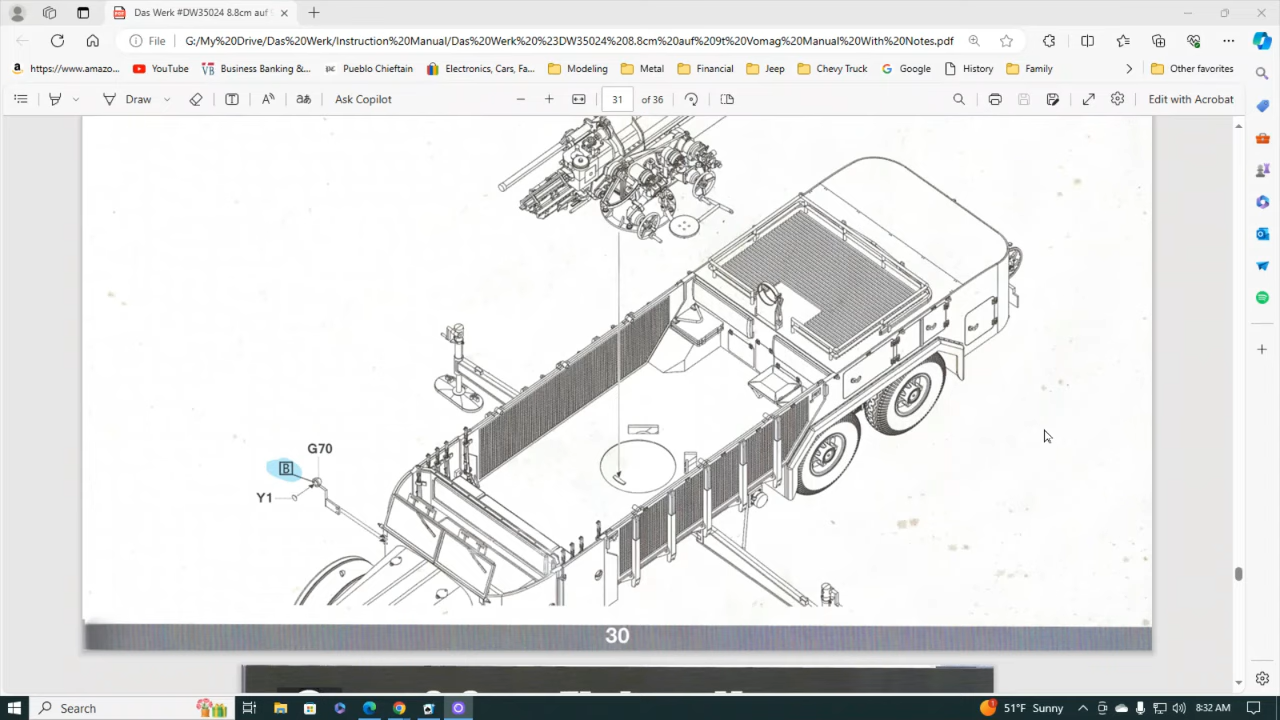 Das Werk #DW35024 8.8cm auf 9
File
G:/My%20Drive/Das%20Werk/Instruction%20Manual/Das%20Werk%20%23DW35024%208.8cm%20auf%209t%20Vomag%20Manual%20With%20Notes.pdf
https://www.amazo...
YouTube
VB
Business Banking &...
pc
Pueblo Chieftain
Electronics, Cars, Fa...
Modeling
Metal
Financial
Jeep
Chevy Truck
Google
History
Family
Other favorites
Draw
Ask Copilot
31
of 36
Edit with Acrobat
G70
B
Y1
30
Search
51°F Sunny
8:32 AM